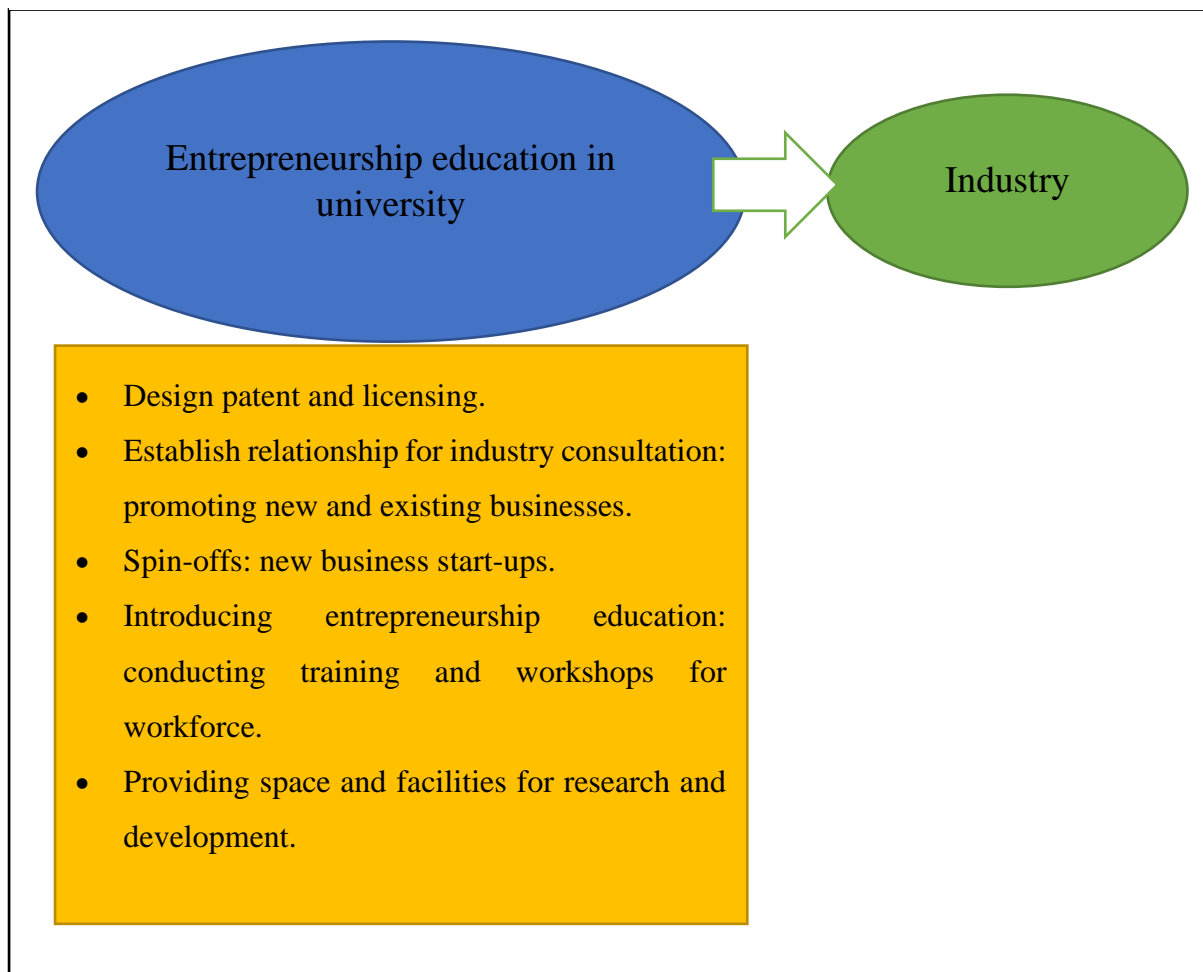 Entrepreneurship education in
university
Industry
• Design patent and licensing.
• Establish relationship for industry consultation:
promoting new and existing businesses.
• Spin-offs: new business start-ups.
• Introducing entrepreneurship education:
conducting training and workshops for
workforce.
• Providing space and facilities for research and
development.